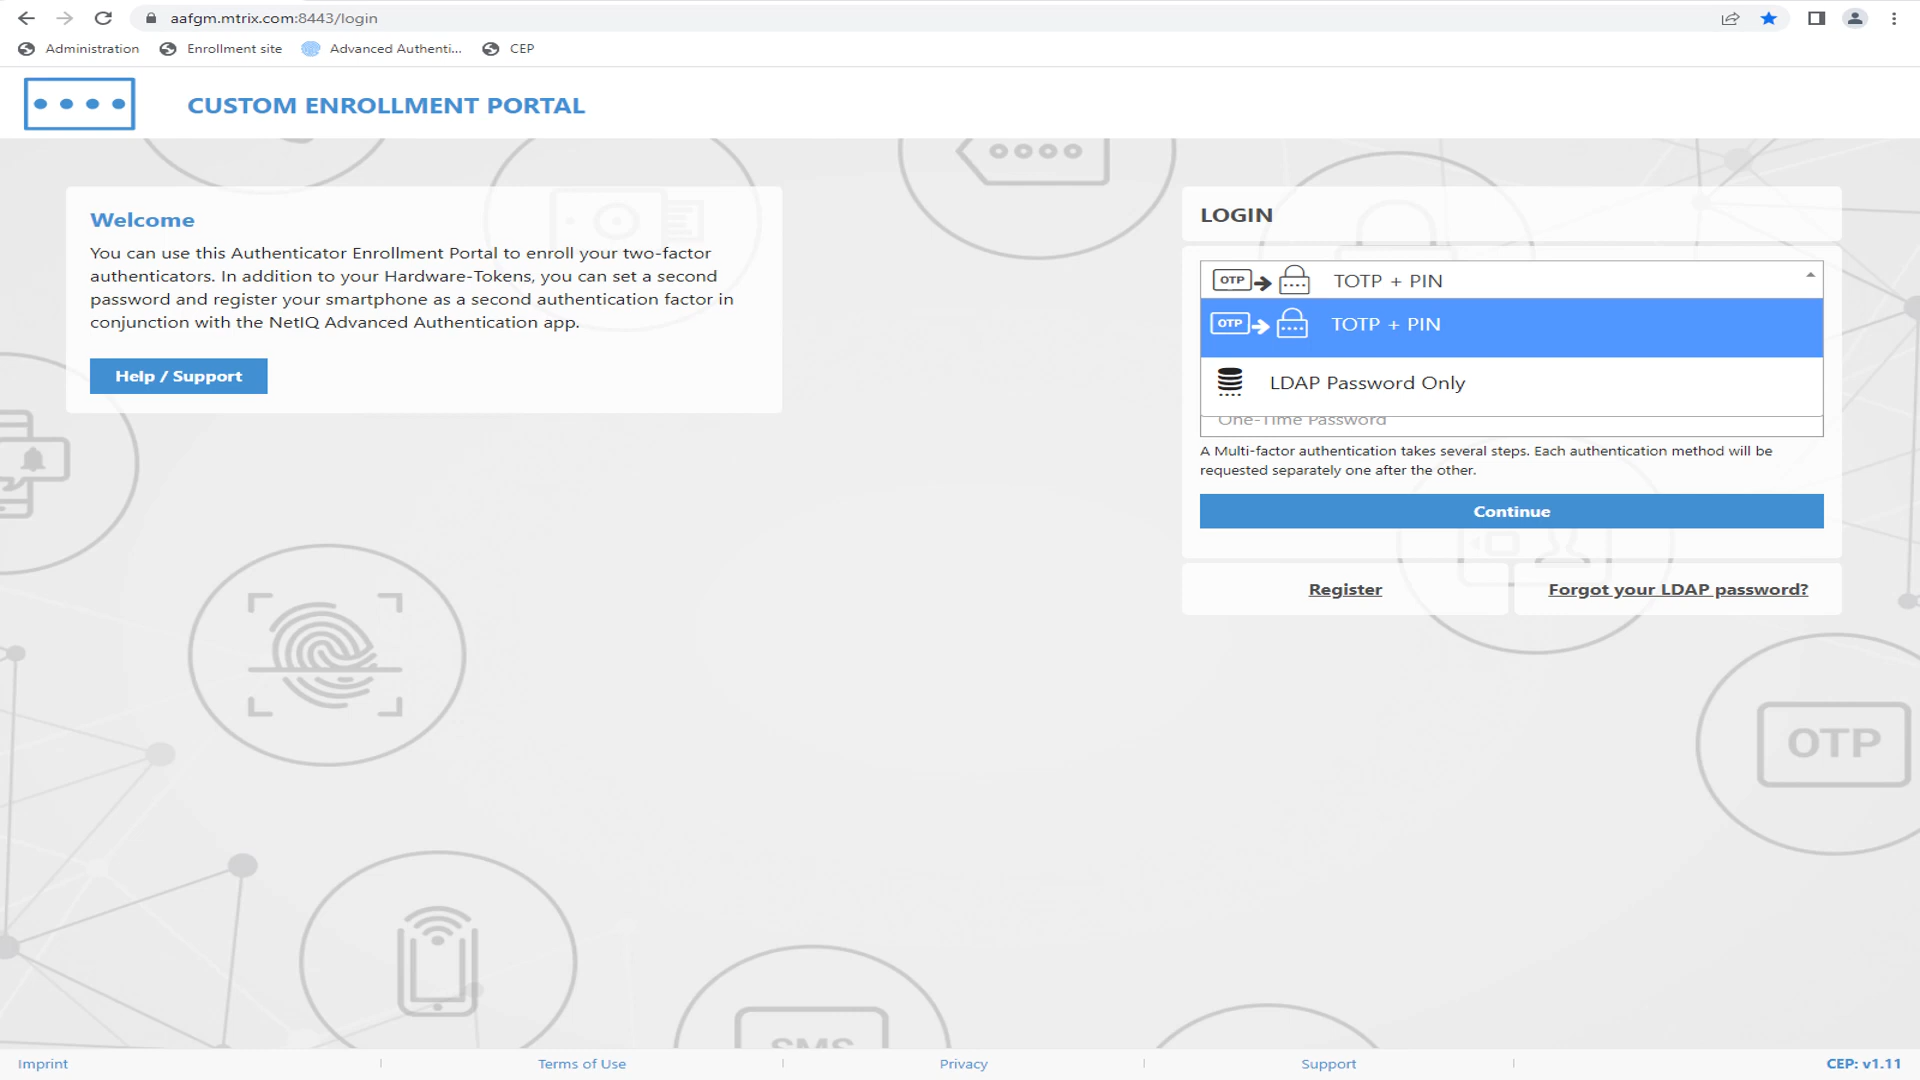 aafgm.mtrix.com:8443/login
Administration Enrollment site Advanced Authenti... CEP
CUSTOM ENROLLMENT PORTAL
Welcome
You can use this Authenticator Enrollment Portal to enroll your two-factor
authenticators. In addition to your Hardware-Tokens, you can set a second
password and register your smartphone as a second authentication factor in
conjunction with the NetIQ Advanced Authentication app.
Help / Support
LOGIN
OTP TOTP + PIN
OTP TOTP + PIN
LDAP Password Only
One-Time Password
A Multi-factor authentication takes several steps. Each authentication method will be
requested separately one after the other.
Continue
Register Forgot your LDAP password?
OTP
SMS
Imprint Terms of Use Privacy Support CEP: v1.11